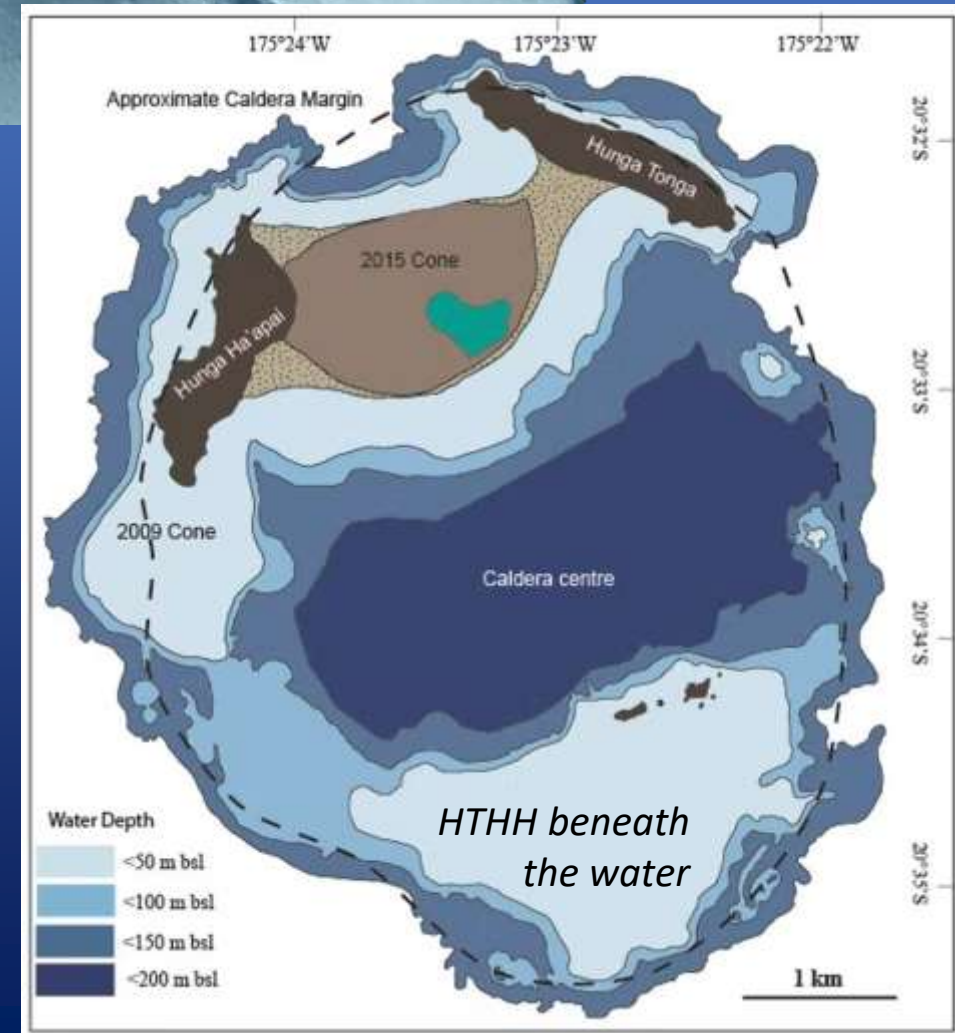 175°24'W
175°23'W
175°22'W
Approximate Caldera Margin
20°32'S
Hunga Tonga
2015 Cone
Hunga Ha'apai
20°33'S
2009 Cone
Caldera centre
20°34'S
HTHH beneath
the water
Water Depth
<50 m bsl
<100 m bsl
<150 m bsl
<200 m bsl
20°35'S
1 km